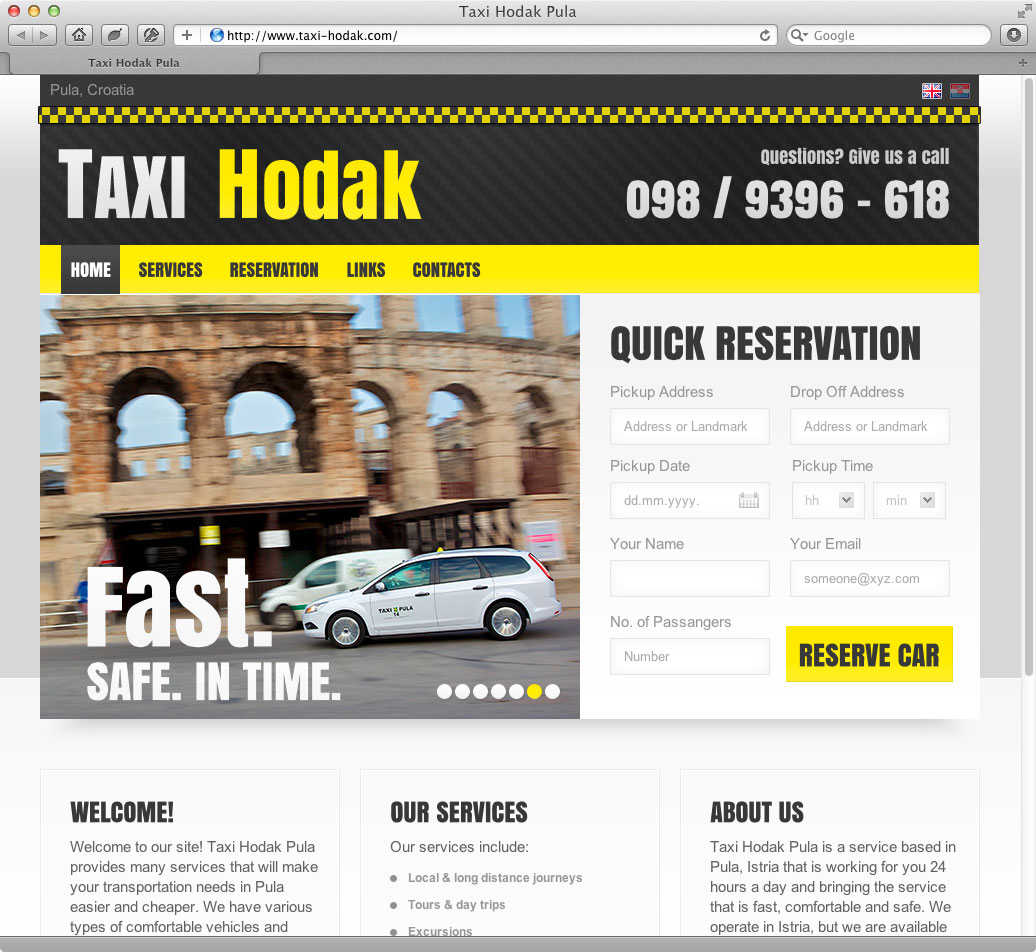 Taxi Hodak Pula
http://www.taxi-hodak.com/
Google
Taxi Hodak Pula
Pula, Croatia
TAXI Hodak
Questions? Give us a call
098 / 9396 - 618
HOME SERVICES RESERVATION LINKS CONTACTS
TAXI PULA
14
Fast.
SAFE. IN TIME.
QUICK RESERVATION
Pickup Address Drop Off Address
Address or Landmark Address or Landmark
Pickup Date Pickup Time
dd.mm.yyyy. hh min
Your Name Your Email
someone@xyz.com
No. of Passangers
Number
RESERVE CAR
WELCOME!
Welcome to our site! Taxi Hodak Pula
provides many services that will make
your transportation needs in Pula
easier and cheaper. We have various
types of comfortable vehicles and
OUR SERVICES
Our services include:
Local & long distance journeys
Tours & day trips
Excursions
ABOUT US
Taxi Hodak Pula is a service based in
Pula, Istria that is working for you 24
hours a day and bringing the service
that is fast, comfortable and safe. We
operate in Istria, but we are available